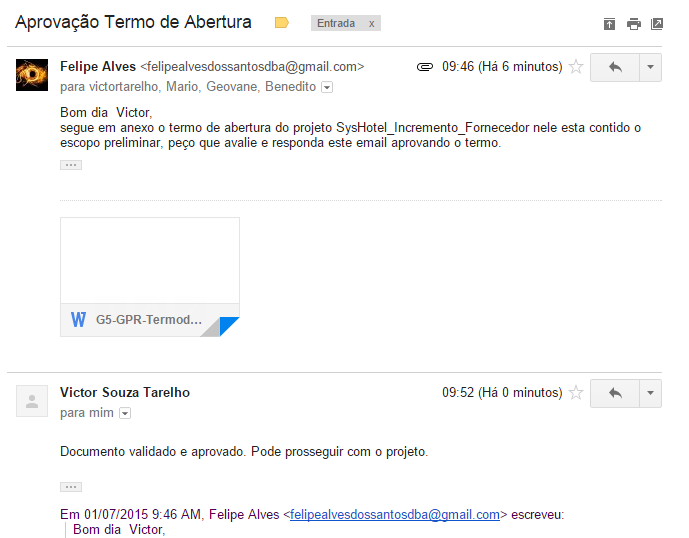 Aprovação Termo de Abertura
Entrada x
Felipe Alves <felipealvesdossantosdba@gmail.com> 09:46 (Há 6 minutos)
para victortarelho, Mario, Geovane, Benedito
Bom dia  Victor,
segue em anexo o termo de abertura do projeto SysHotel_Incremento_Fornecedor nele esta contido o
escopo preliminar, peço que avalie e responda este email aprovando o termo.
W G5-GPR-Termod...
Victor Souza Tarelho 09:52 (Há 0 minutos)
para mim
Documento validado e aprovado. Pode prosseguir com o projeto.
Em 01/07/2015 9:46 AM, Felipe Alves <felipealvesdossantosdba@gmail.com> escreveu:
Bom dia  Victor,